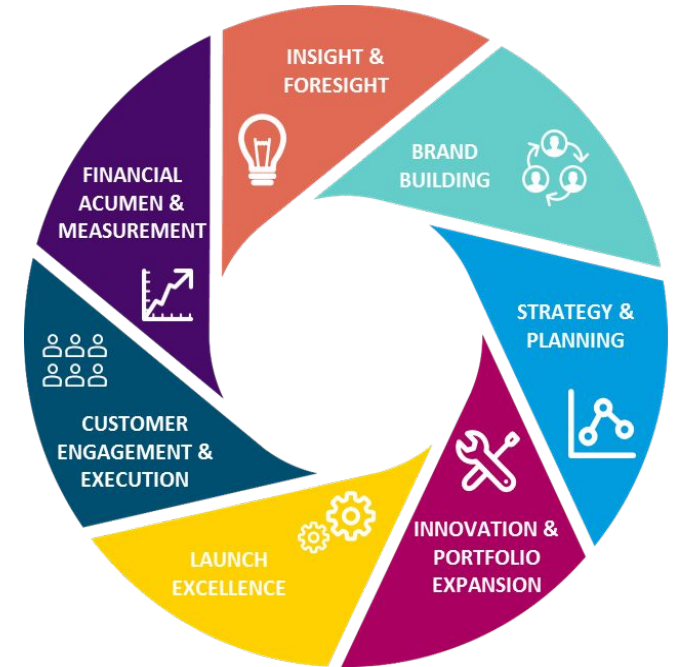 INSIGHT &
FORESIGHT
BRAND
BUILDING
STRATEGY &
PLANNING
INNOVATION &
PORTFOLIO
EXPANSION
LAUNCH
EXCELLENCE
CUSTOMER
ENGAGEMENT &
EXECUTION
FINANCIAL
ACUMEN &
MEASUREMENT